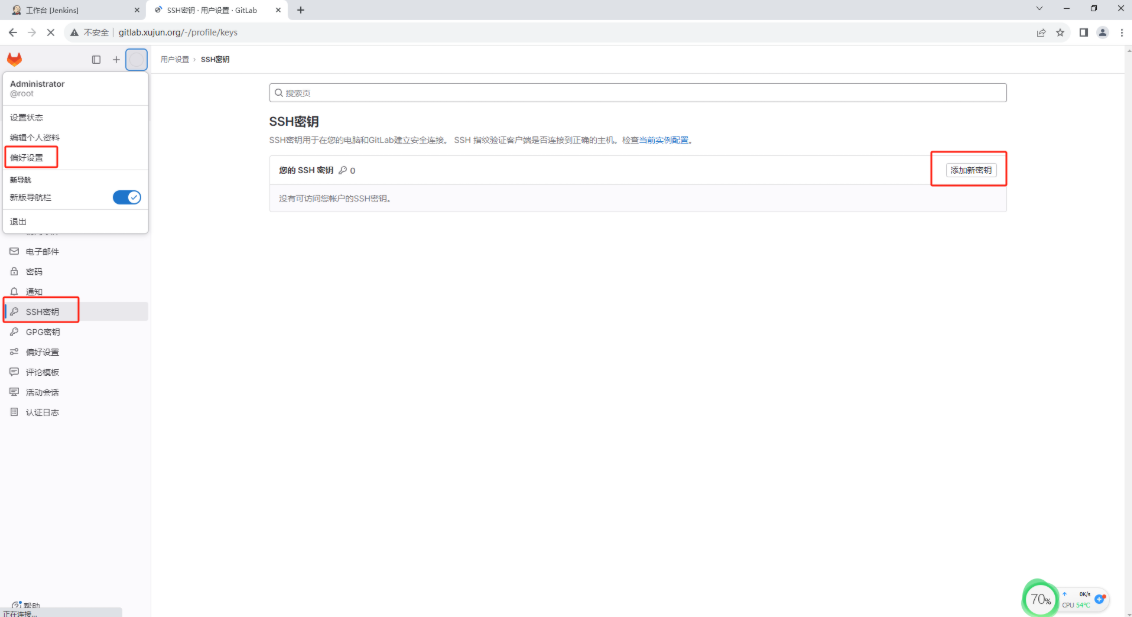 工作台 [Jenkins]
SSH密钥 · 用户设置 · GitLab
不安全
gitlab.xujun.org/-/profile/keys
用户设置 › SSH密钥
Administrator
@root
设置状态
编辑个人资料
偏好设置
新导航
新版导航栏
退出
搜索页
SSH密钥
SSH密钥用于在您的电脑和GitLab建立安全连接。 SSH 指纹验证客户端是否连接到正确的主机。检查当前实例配置。
您的 SSH 密钥 0
添加新密钥
没有可访问您帐户的SSH密钥。
电子邮件
密码
通知
SSH密钥
GPG密钥
偏好设置
评论模板
活动会话
认证日志
帮助
正在连接...
70%
0K/s
CPU 54°C